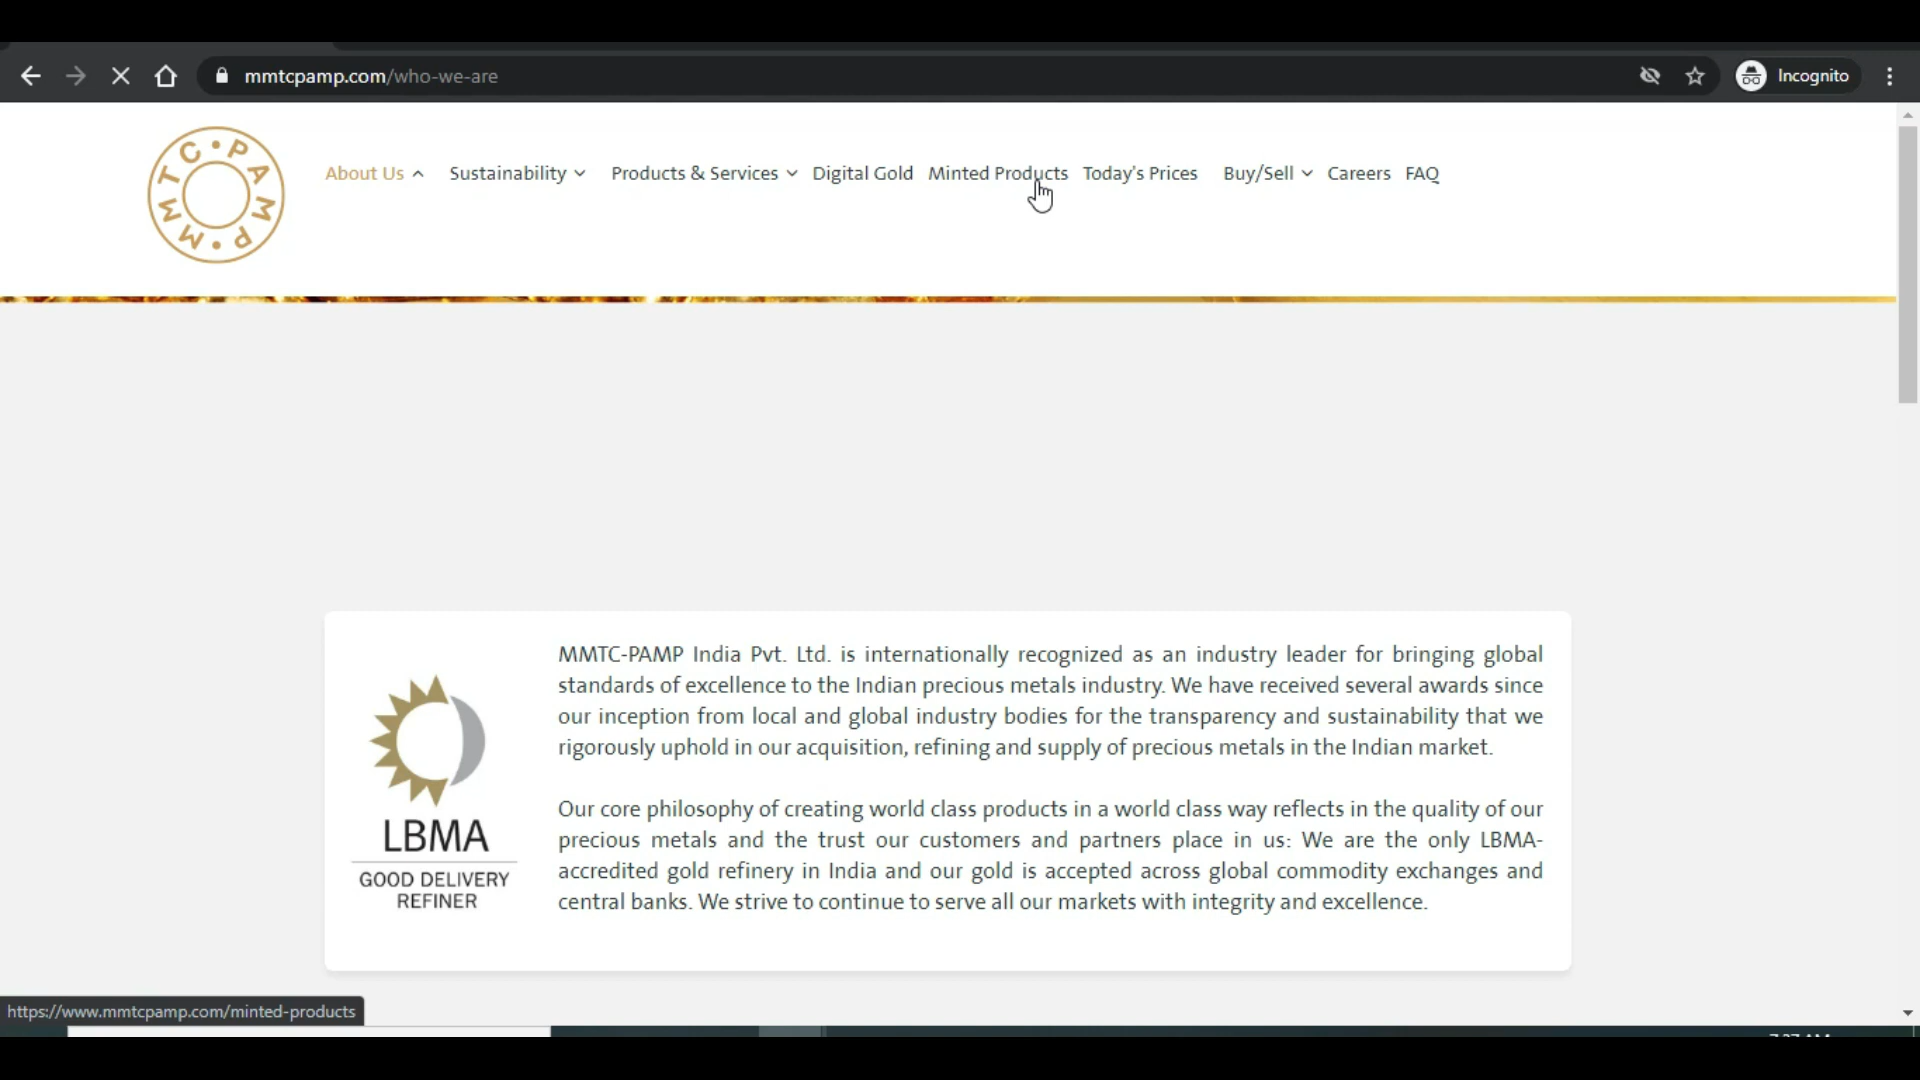 mmtcpamp.com/who-we-are
Incognito
MMTC·PAMP·
About Us Sustainability Products & Services Digital Gold Minted Products Today's Prices Buy/Sell Careers FAQ
MMTC-PAMP India Pvt. Ltd. is internationally recognized as an industry leader for bringing global
standards of excellence to the Indian precious metals industry. We have received several awards since
our inception from local and global industry bodies for the transparency and sustainability that we
rigorously uphold in our acquisition, refining and supply of precious metals in the Indian market.
Our core philosophy of creating world class products in a world class way reflects in the quality of our
precious metals and the trust our customers and partners place in us: We are the only LBMA-
accredited gold refinery in India and our gold is accepted across global commodity exchanges and
central banks. We strive to continue to serve all our markets with integrity and excellence.
LBMA
GOOD DELIVERY
REFINER
https://www.mmtcpamp.com/minted-products